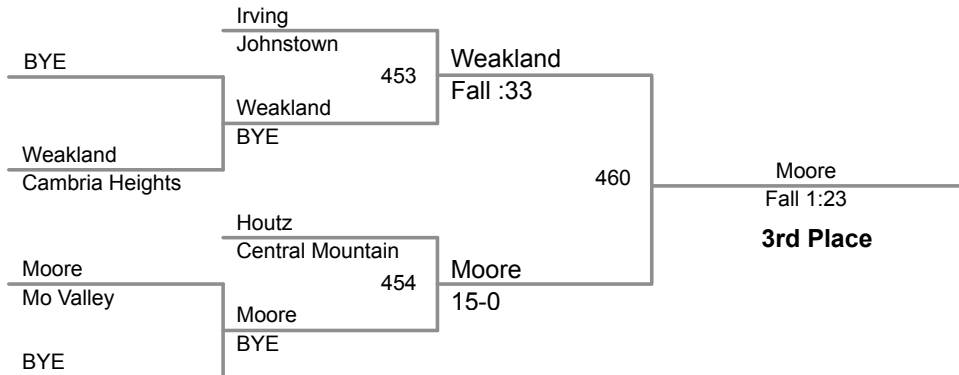 Irving
Johnstown
BYE
453
Weakland
Fall :33
Weakland
BYE
Weakland
Cambria Heights
460
Moore
Fall 1:23
3rd Place
Houtz
Central Mountain
Moore
Mo Valley
454
Moore
15-0
Moore
BYE
BYE